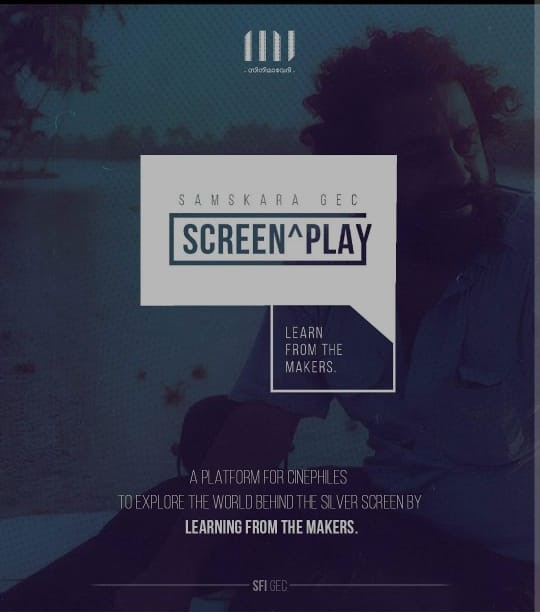 - സിനിമാവേദി -
SAMSKARA GEC
SCREEN^PLAY
LEARN
FROM THE
MAKERS.
A PLATFORM FOR CINEPHILES
TO EXPLORE THE WORLD BEHIND THE SILVER SCREEN BY
LEARNING FROM THE MAKERS.
SFI GEC